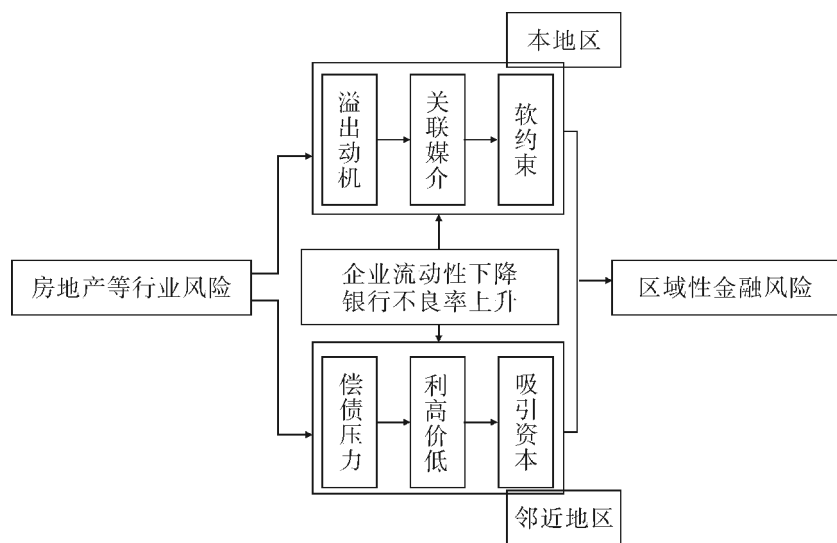 本地区
溢出动机
关联媒介
软约束
房地产等行业风险
企业流动性下降
银行不良率上升
区域性金融风险
偿债压力
利高价低
吸引资本
邻近地区